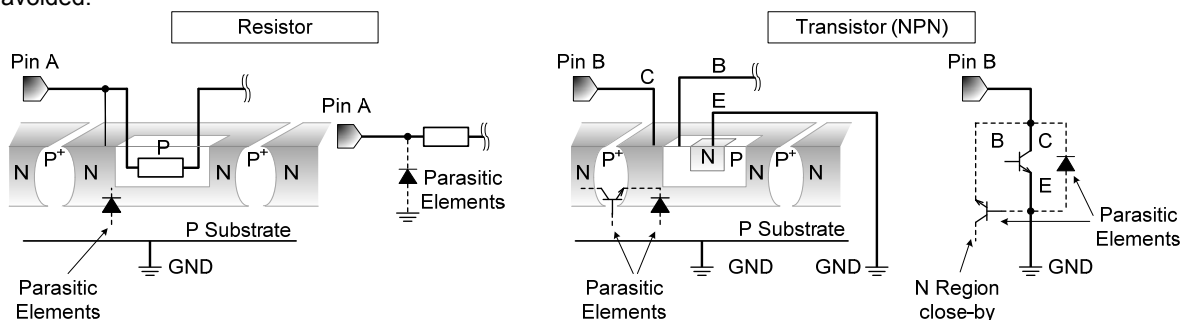 avoided.
Resistor
Transistor (NPN)
Pin A
Pin A
N P+ N P N P+ N
Parasitic
Elements
P Substrate
GND
Parasitic
Elements
Pin B
C
B
E
N P+ N P N P+ N
P Substrate
GND
GND
Parasitic
Elements
Pin B
B
C
E
Parasitic
Elements
GND
N Region
close-by